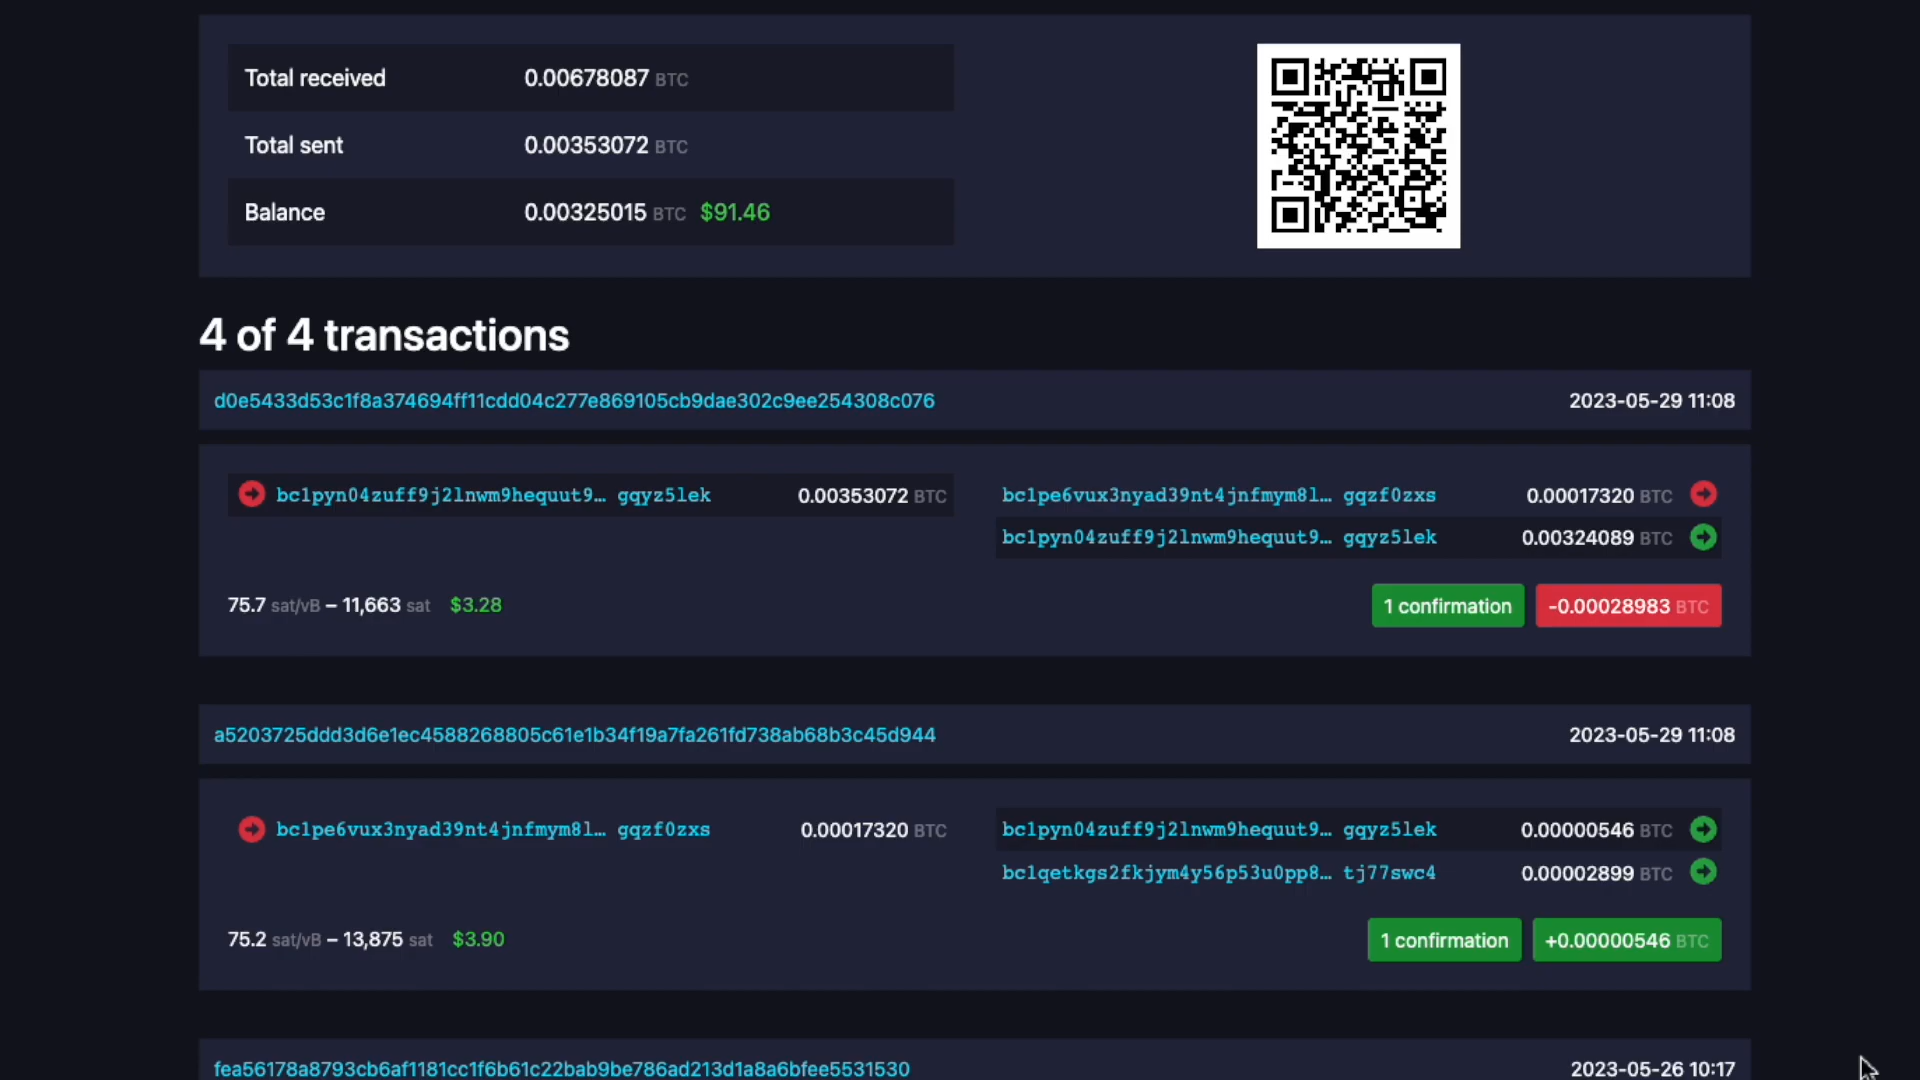 Total received 0.00678087 BTC
Total sent 0.00353072 BTC
Balance 0.00325015 BTC $91.46
4 of 4 transactions
d0e5433d53c1f8a374694ff11cdd04c277e869105cb9dae302c9ee254308c076 2023-05-29 11:08
bc1pyn04zuff9j2lnwm9hequut9… gqyz5lek 0.00353072 BTC bc1pe6vux3nyad39nt4jnfmym8l… gqzf0zxs 0.00017320 BTC
bc1pyn04zuff9j2lnwm9hequut9… gqyz5lek 0.00324089 BTC
75.7 sat/vB – 11,663 sat $3.28 1 confirmation -0.00028983 BTC
a5203725ddd3d6e1ec4588268805c61e1b34f19a7fa261fd738ab68b3c45d944 2023-05-29 11:08
bc1pe6vux3nyad39nt4jnfmym8l… gqzf0zxs 0.00017320 BTC bc1pyn04zuff9j2lnwm9hequut9… gqyz5lek 0.00000546 BTC
bc1qetkgs2fkjym4y56p53u0pp8… tj77swc4 0.00002899 BTC
75.2 sat/vB – 13,875 sat $3.90 1 confirmation +0.00000546 BTC
fea56178a8793cb6af1181cc1f6b61c22bab9be786ad213d1a8a6bfee5531530 2023-05-26 10:17